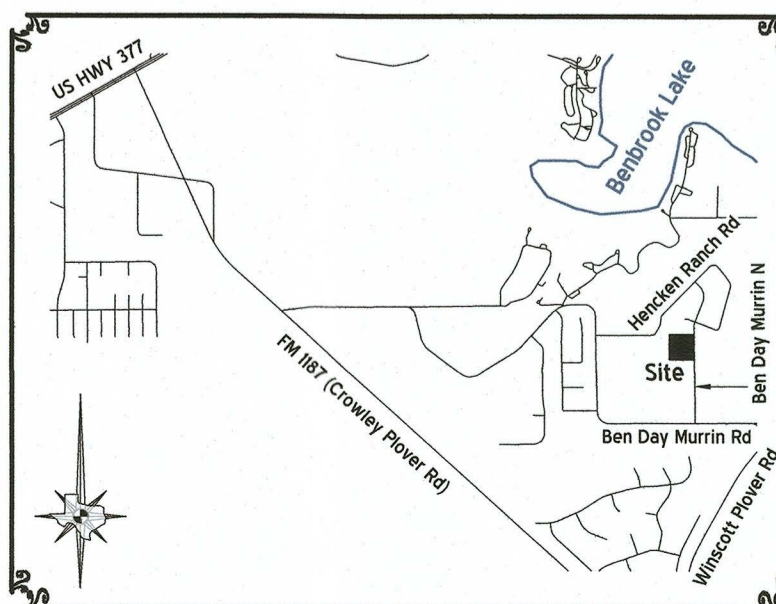 US HWY 377
Benbrook Lake
Hencken Ranch Rd
Ben Day Murrin N
Site
FM 1187 (Crowley Plover Rd)
Ben Day Murrin Rd
Winscott Plover Rd